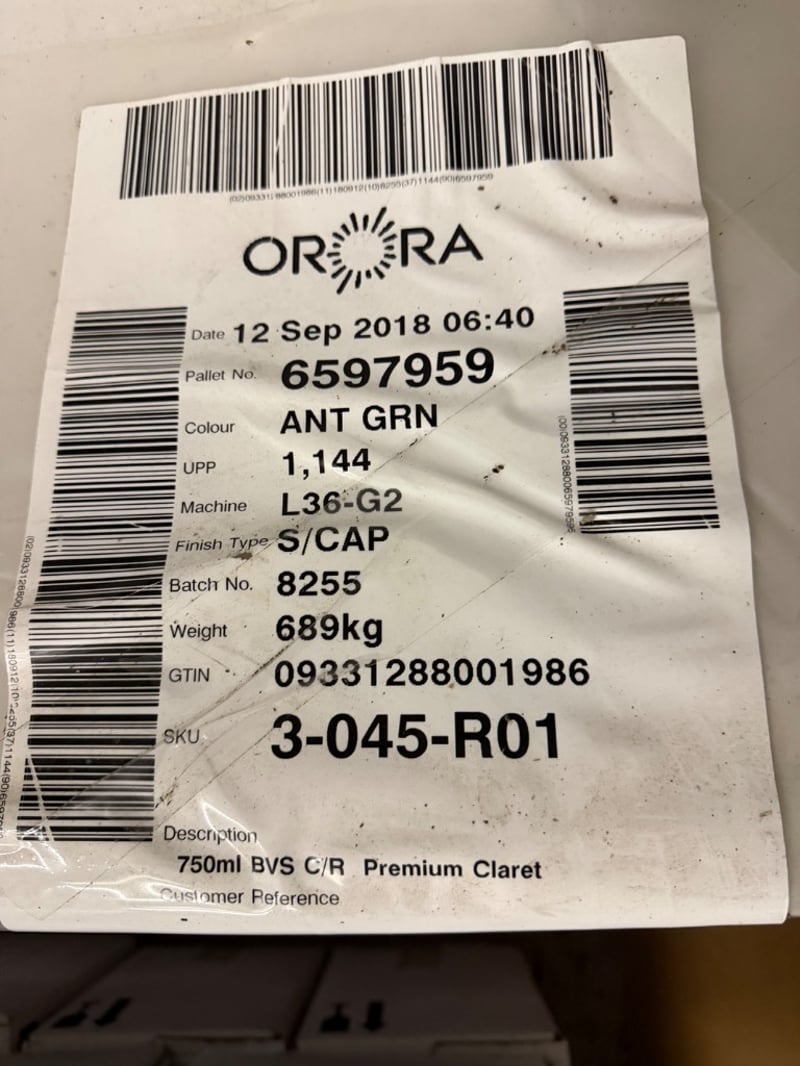 (02)09331288001986(11)180912(10)8255(37)1144(90)6597959
ORORA
Date 12 Sep 2018 06:40
Pallet No. 6597959
Colour ANT GRN
UPP 1,144
Machine L36-G2
Finish Type S/CAP
Batch No. 8255
Weight 689kg
GTIN 09331288001986
SKU 3-045-R01
Description
750ml BVS C/R Premium Claret
Customer Reference